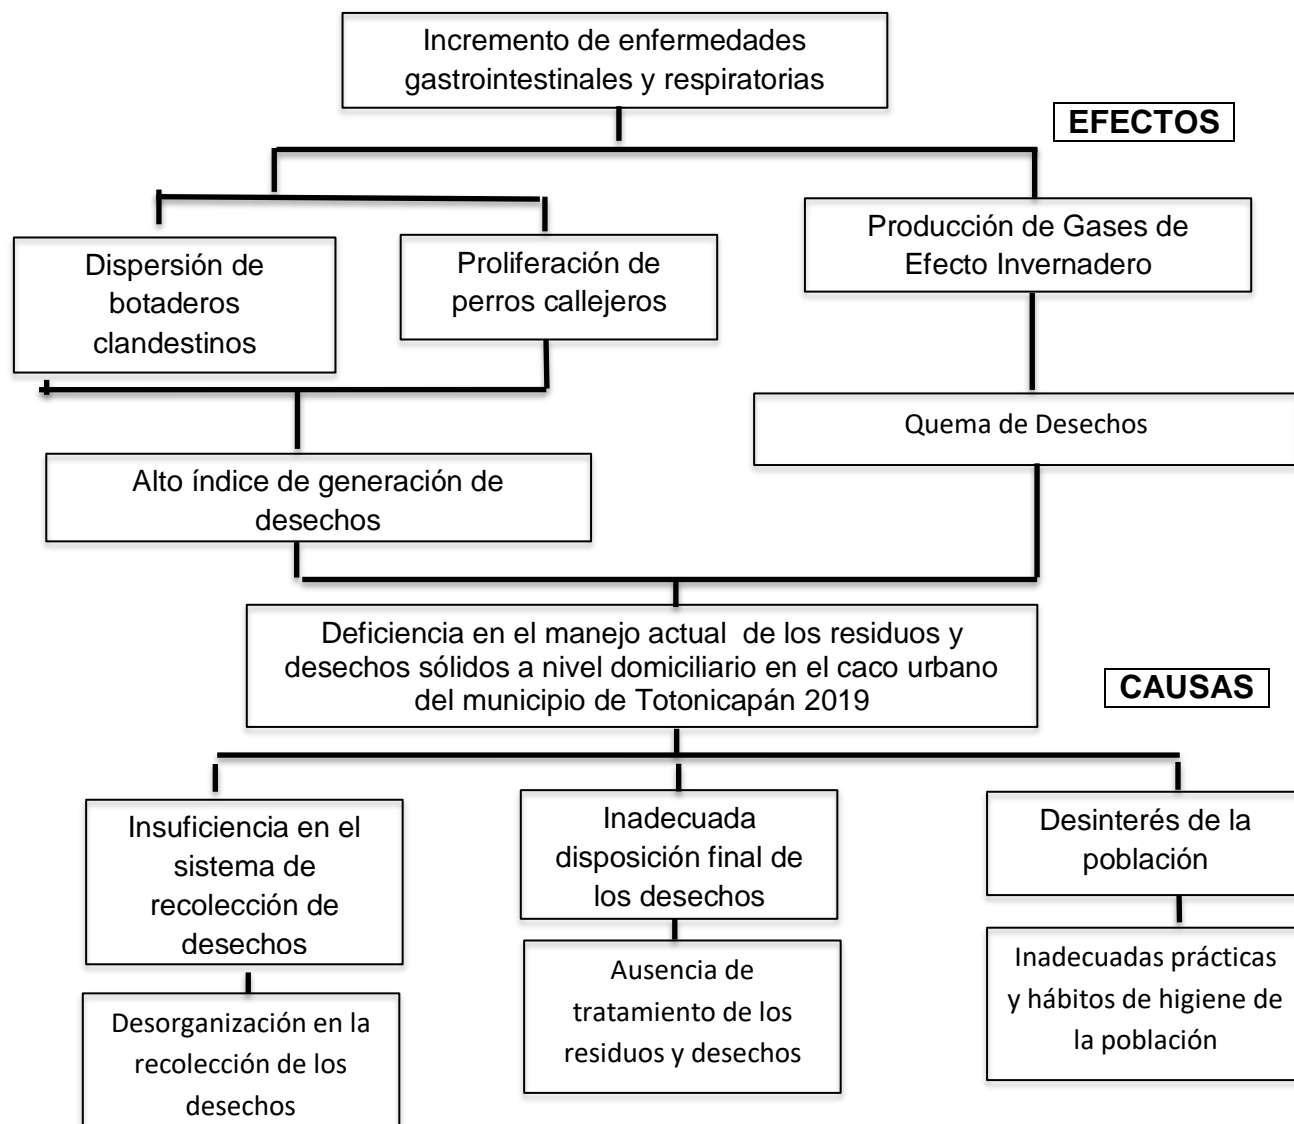 Incremento de enfermedades
gastrointestinales y respiratorias
EFECTOS
Dispersión de
botaderos
clandestinos
Proliferación de
perros callejeros
Producción de Gases de
Efecto Invernadero
Quema de Desechos
Alto índice de generación de
desechos
Deficiencia en el manejo actual  de los residuos y
desechos sólidos a nivel domiciliario en el caco urbano
del municipio de Totonicapán 2019
CAUSAS
Insuficiencia en el
sistema de
recolección de
desechos
Inadecuada
disposición final de
los desechos
Desinterés de la
población
Desorganización en la
recolección de los
desechos
Ausencia de
tratamiento de los
residuos y desechos
Inadecuadas prácticas
y hábitos de higiene de
la población